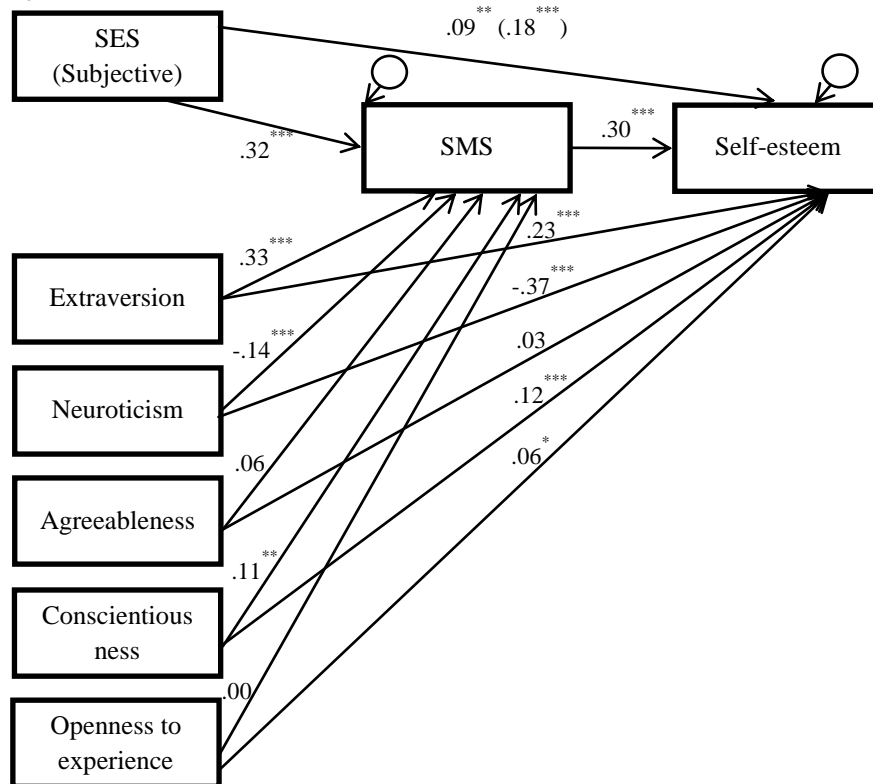 SES
(Subjective)
.09** (.18***)
.32***
SMS
.30***
Self-esteem
.33***
.23***
Extraversion
-.37***
-.14***
.03
Neuroticism
.12***
.06
.06*
Agreeableness
.11**
Conscientious
ness
.00
Openness to
experience